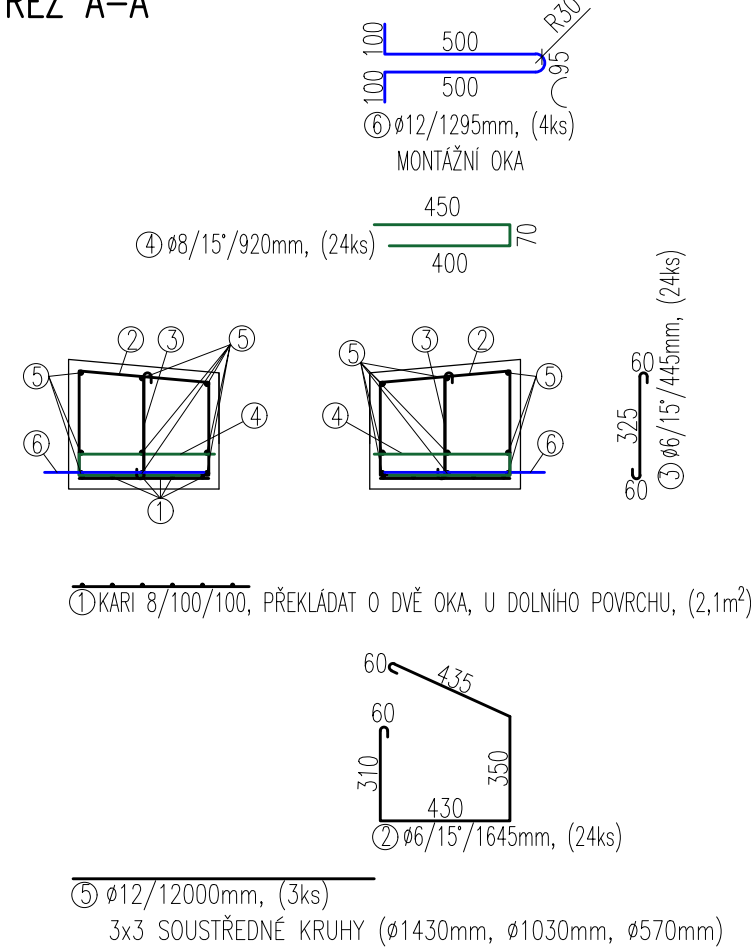 ŘEZ A-A
R30
100
500
95
100
500
⑥ ø12/1295mm, (4ks)
MONTÁŽNÍ OKA
450
④ ø8/15°/920mm, (24ks)
70
400
② ③ ⑤
⑤
④
⑥
①
③ ② 
⑤ ⑤
④
⑥
60
325
60
③ ø6/15°/445mm, (24ks)
① KARI 8/100/100, PŘEKLÁDAT O DVĚ OKA, U DOLNÍHO POVRCHU, (2,1m²)
60
435
60
310
350
430
② ø6/15°/1645mm, (24ks)
⑤ ø12/12000mm, (3ks)
3x3 SOUSTŘEDNÉ KRUHY (ø1430mm, ø1030mm, ø570mm)